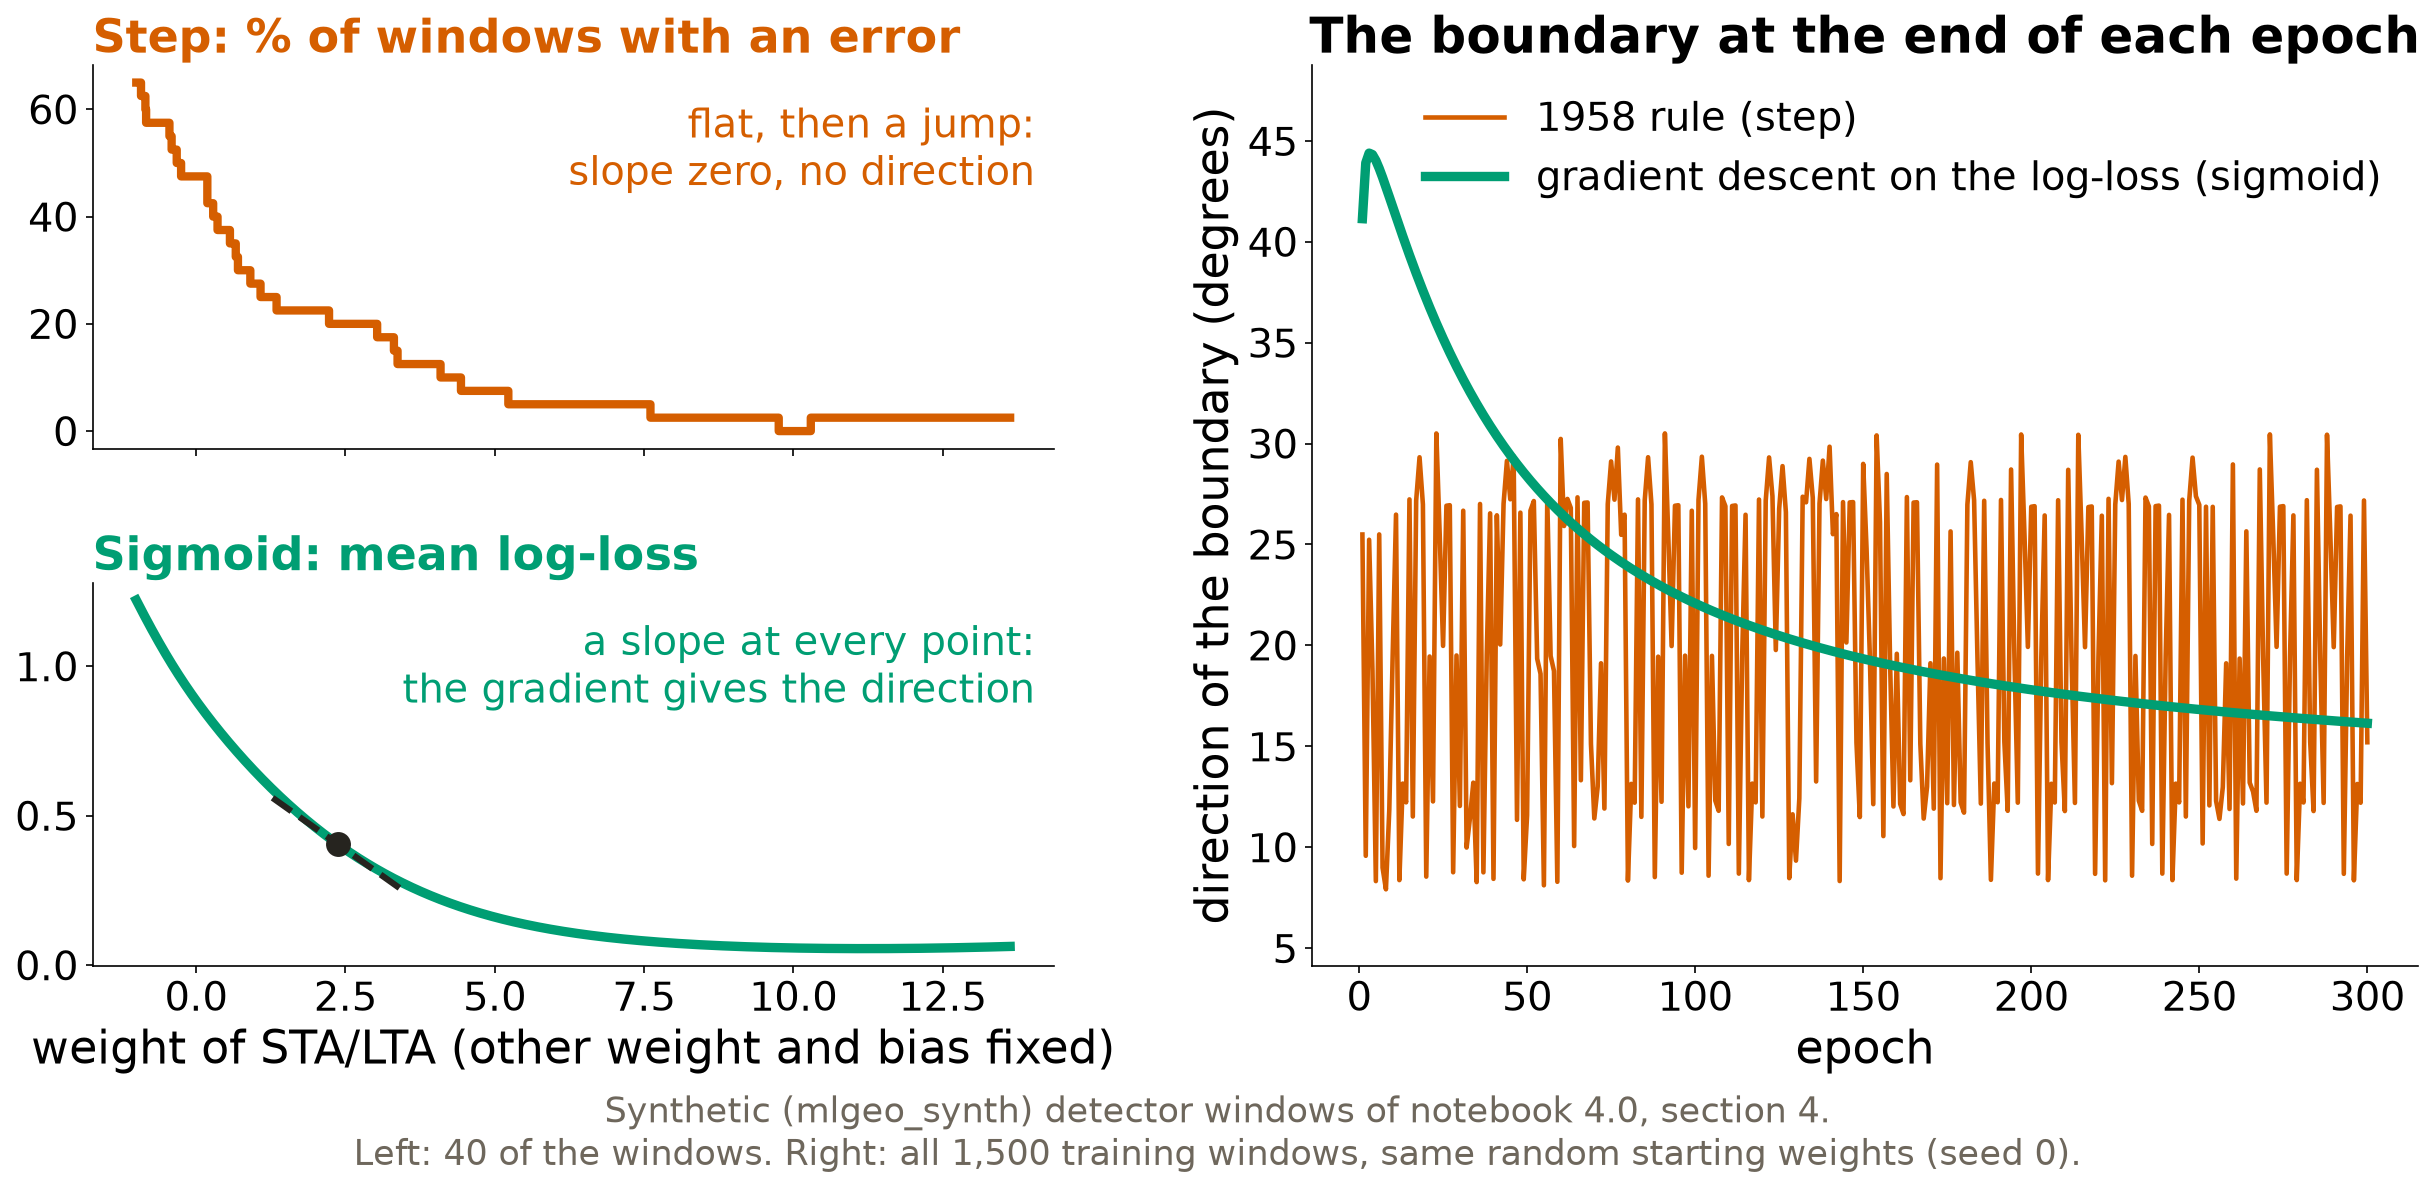 Step: % of windows with an error
60
40
20
0
flat, then a jump:
slope zero, no direction
Sigmoid: mean log-loss
1.0
0.5
0.0
a slope at every point:
the gradient gives the direction
0.0 2.5 5.0 7.5 10.0 12.5
weight of STA/LTA (other weight and bias fixed)
The boundary at the end of each epoch
direction of the boundary (degrees)
45
40
35
30
25
20
15
10
5
1958 rule (step)
gradient descent on the log-loss (sigmoid)
0 50 100 150 200 250 300
epoch
Synthetic (mlgeo_synth) detector windows of notebook 4.0, section 4.
Left: 40 of the windows. Right: all 1,500 training windows, same random starting weights (seed 0).